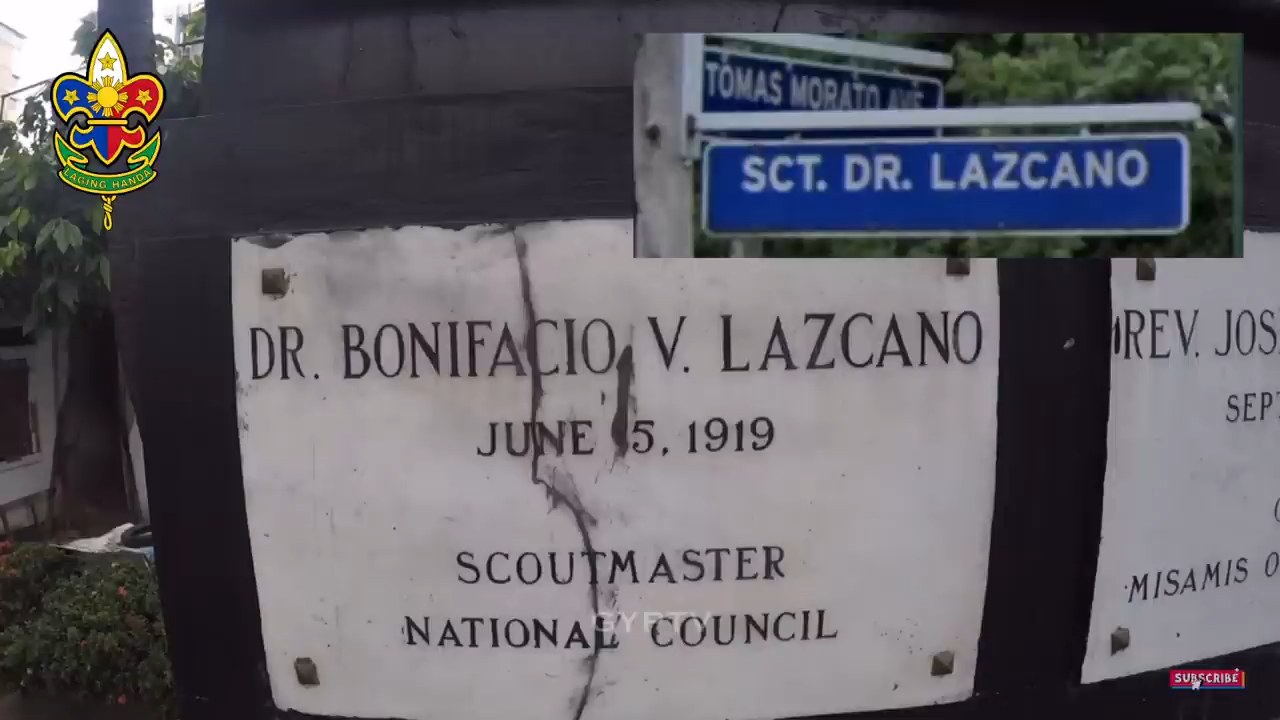 LAGING HANDA
TOMAS MORATO AVE.
SCT. DR. LAZCANO
DR. BONIFACIO V. LAZCANO
JUNE 5, 1919
SCOUTMASTER
NATIONAL COUNCIL
REV. JOS
SEPT
MISAMIS O
GYPTV
SUBSCRIBE